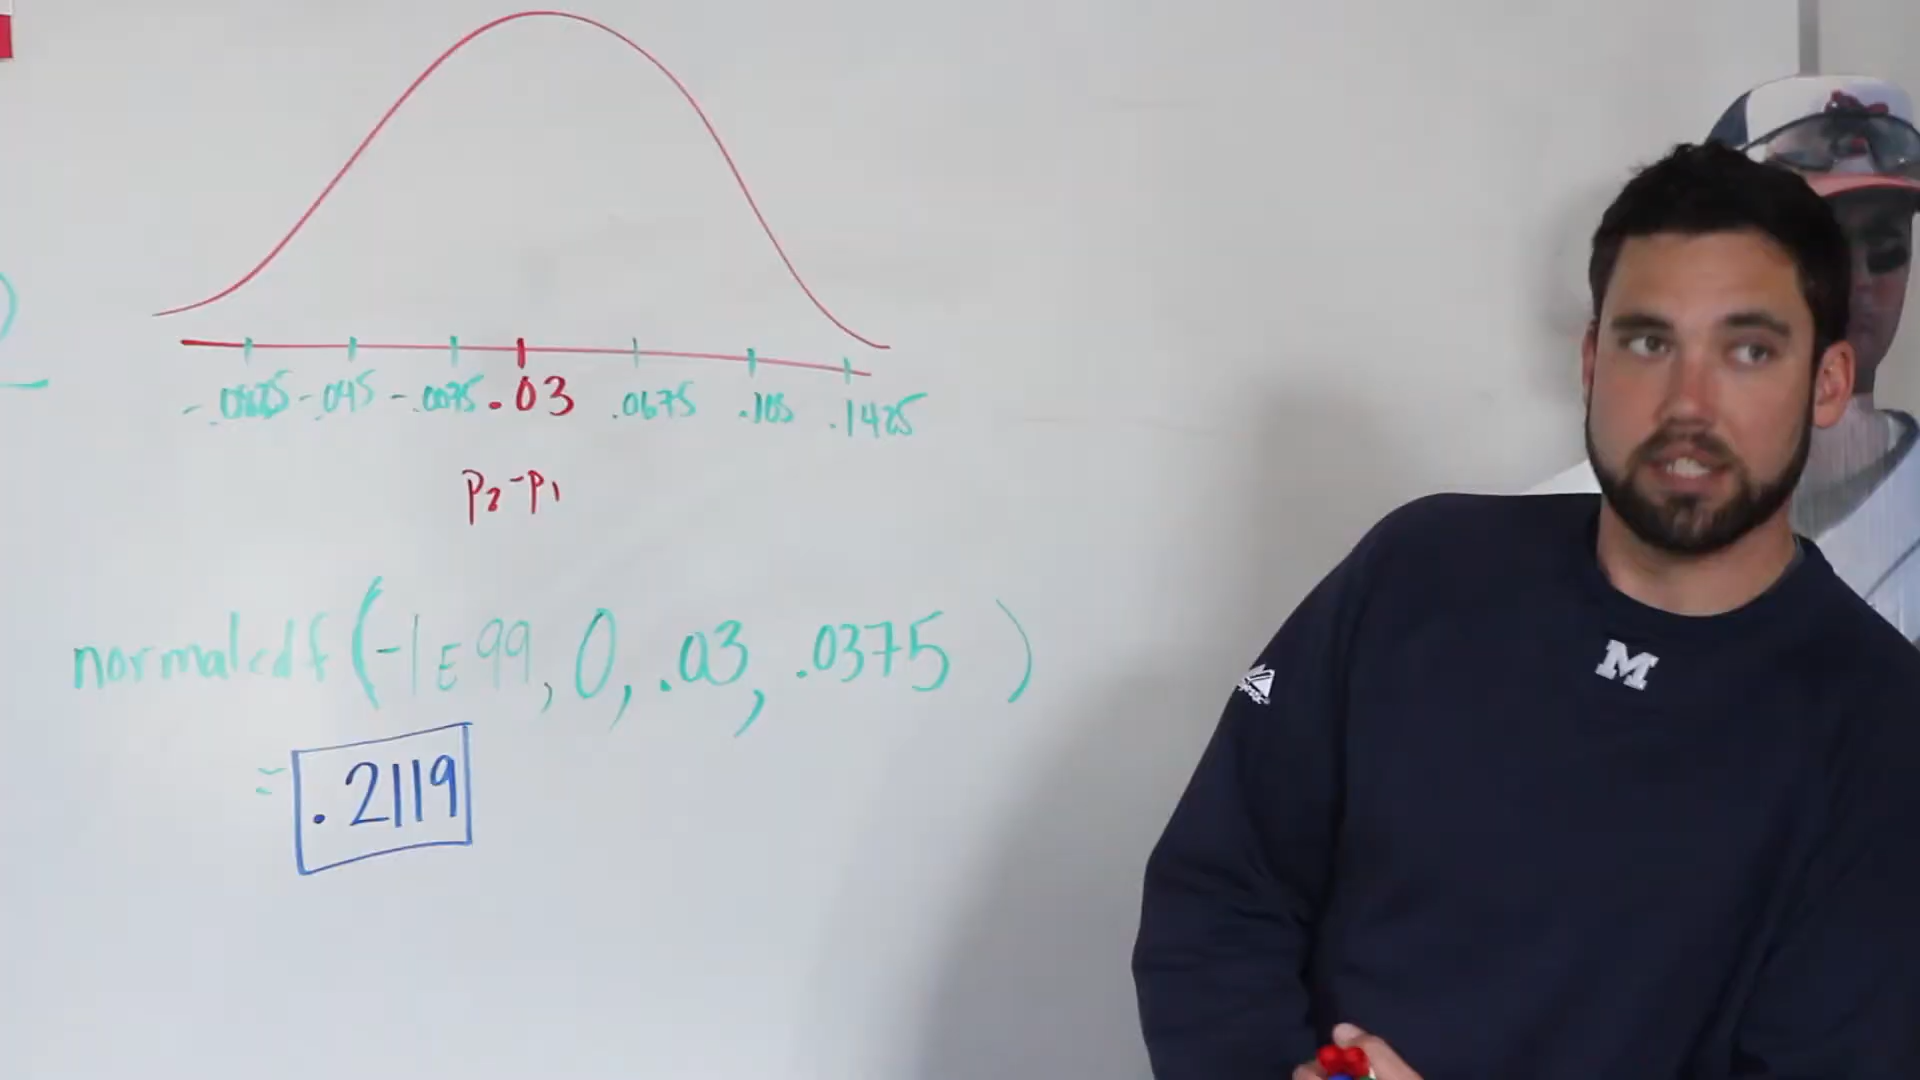 -.0825 -.045 -.0075 .03 .0675 .105 .1425
p₂-p₁
normalcdf(-1E99, 0, .03, .0375 )
= .2119
M